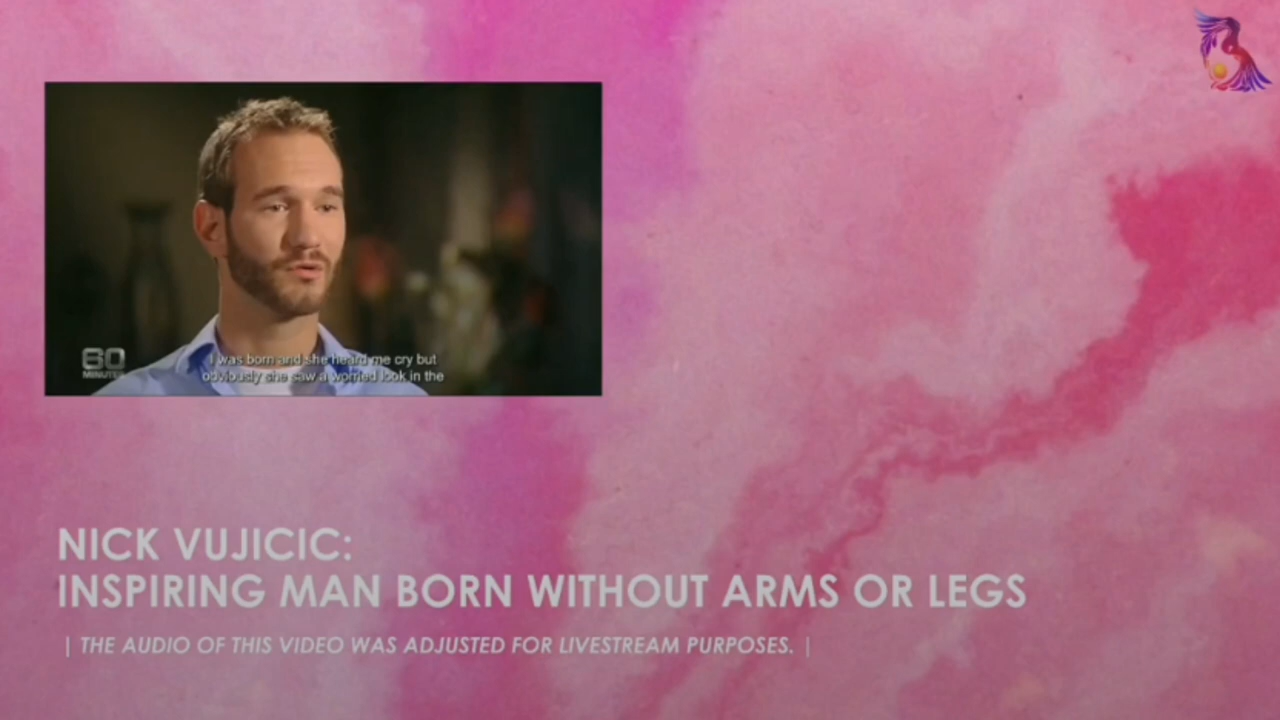 60
MINUTES
I was born and she heard me cry but
obviously she saw a worried look in the
NICK VUJICIC:
INSPIRING MAN BORN WITHOUT ARMS OR LEGS
| THE AUDIO OF THIS VIDEO WAS ADJUSTED FOR LIVESTREAM PURPOSES. |